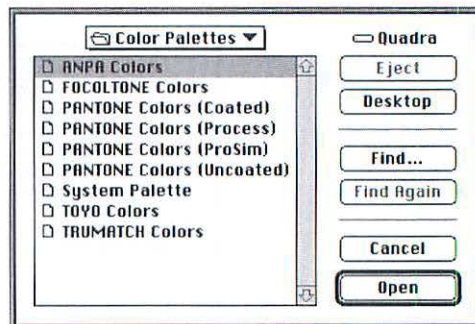 Color Palettes
Quadra
ANPA Colors
FOCOLTONE Colors
PANTONE Colors (Coated)
PANTONE Colors (Process)
PANTONE Colors (ProSim)
PANTONE Colors (Uncoated)
System Palette
TOYO Colors
TRUMATCH Colors
Eject
Desktop
Find...
Find Again
Cancel
Open